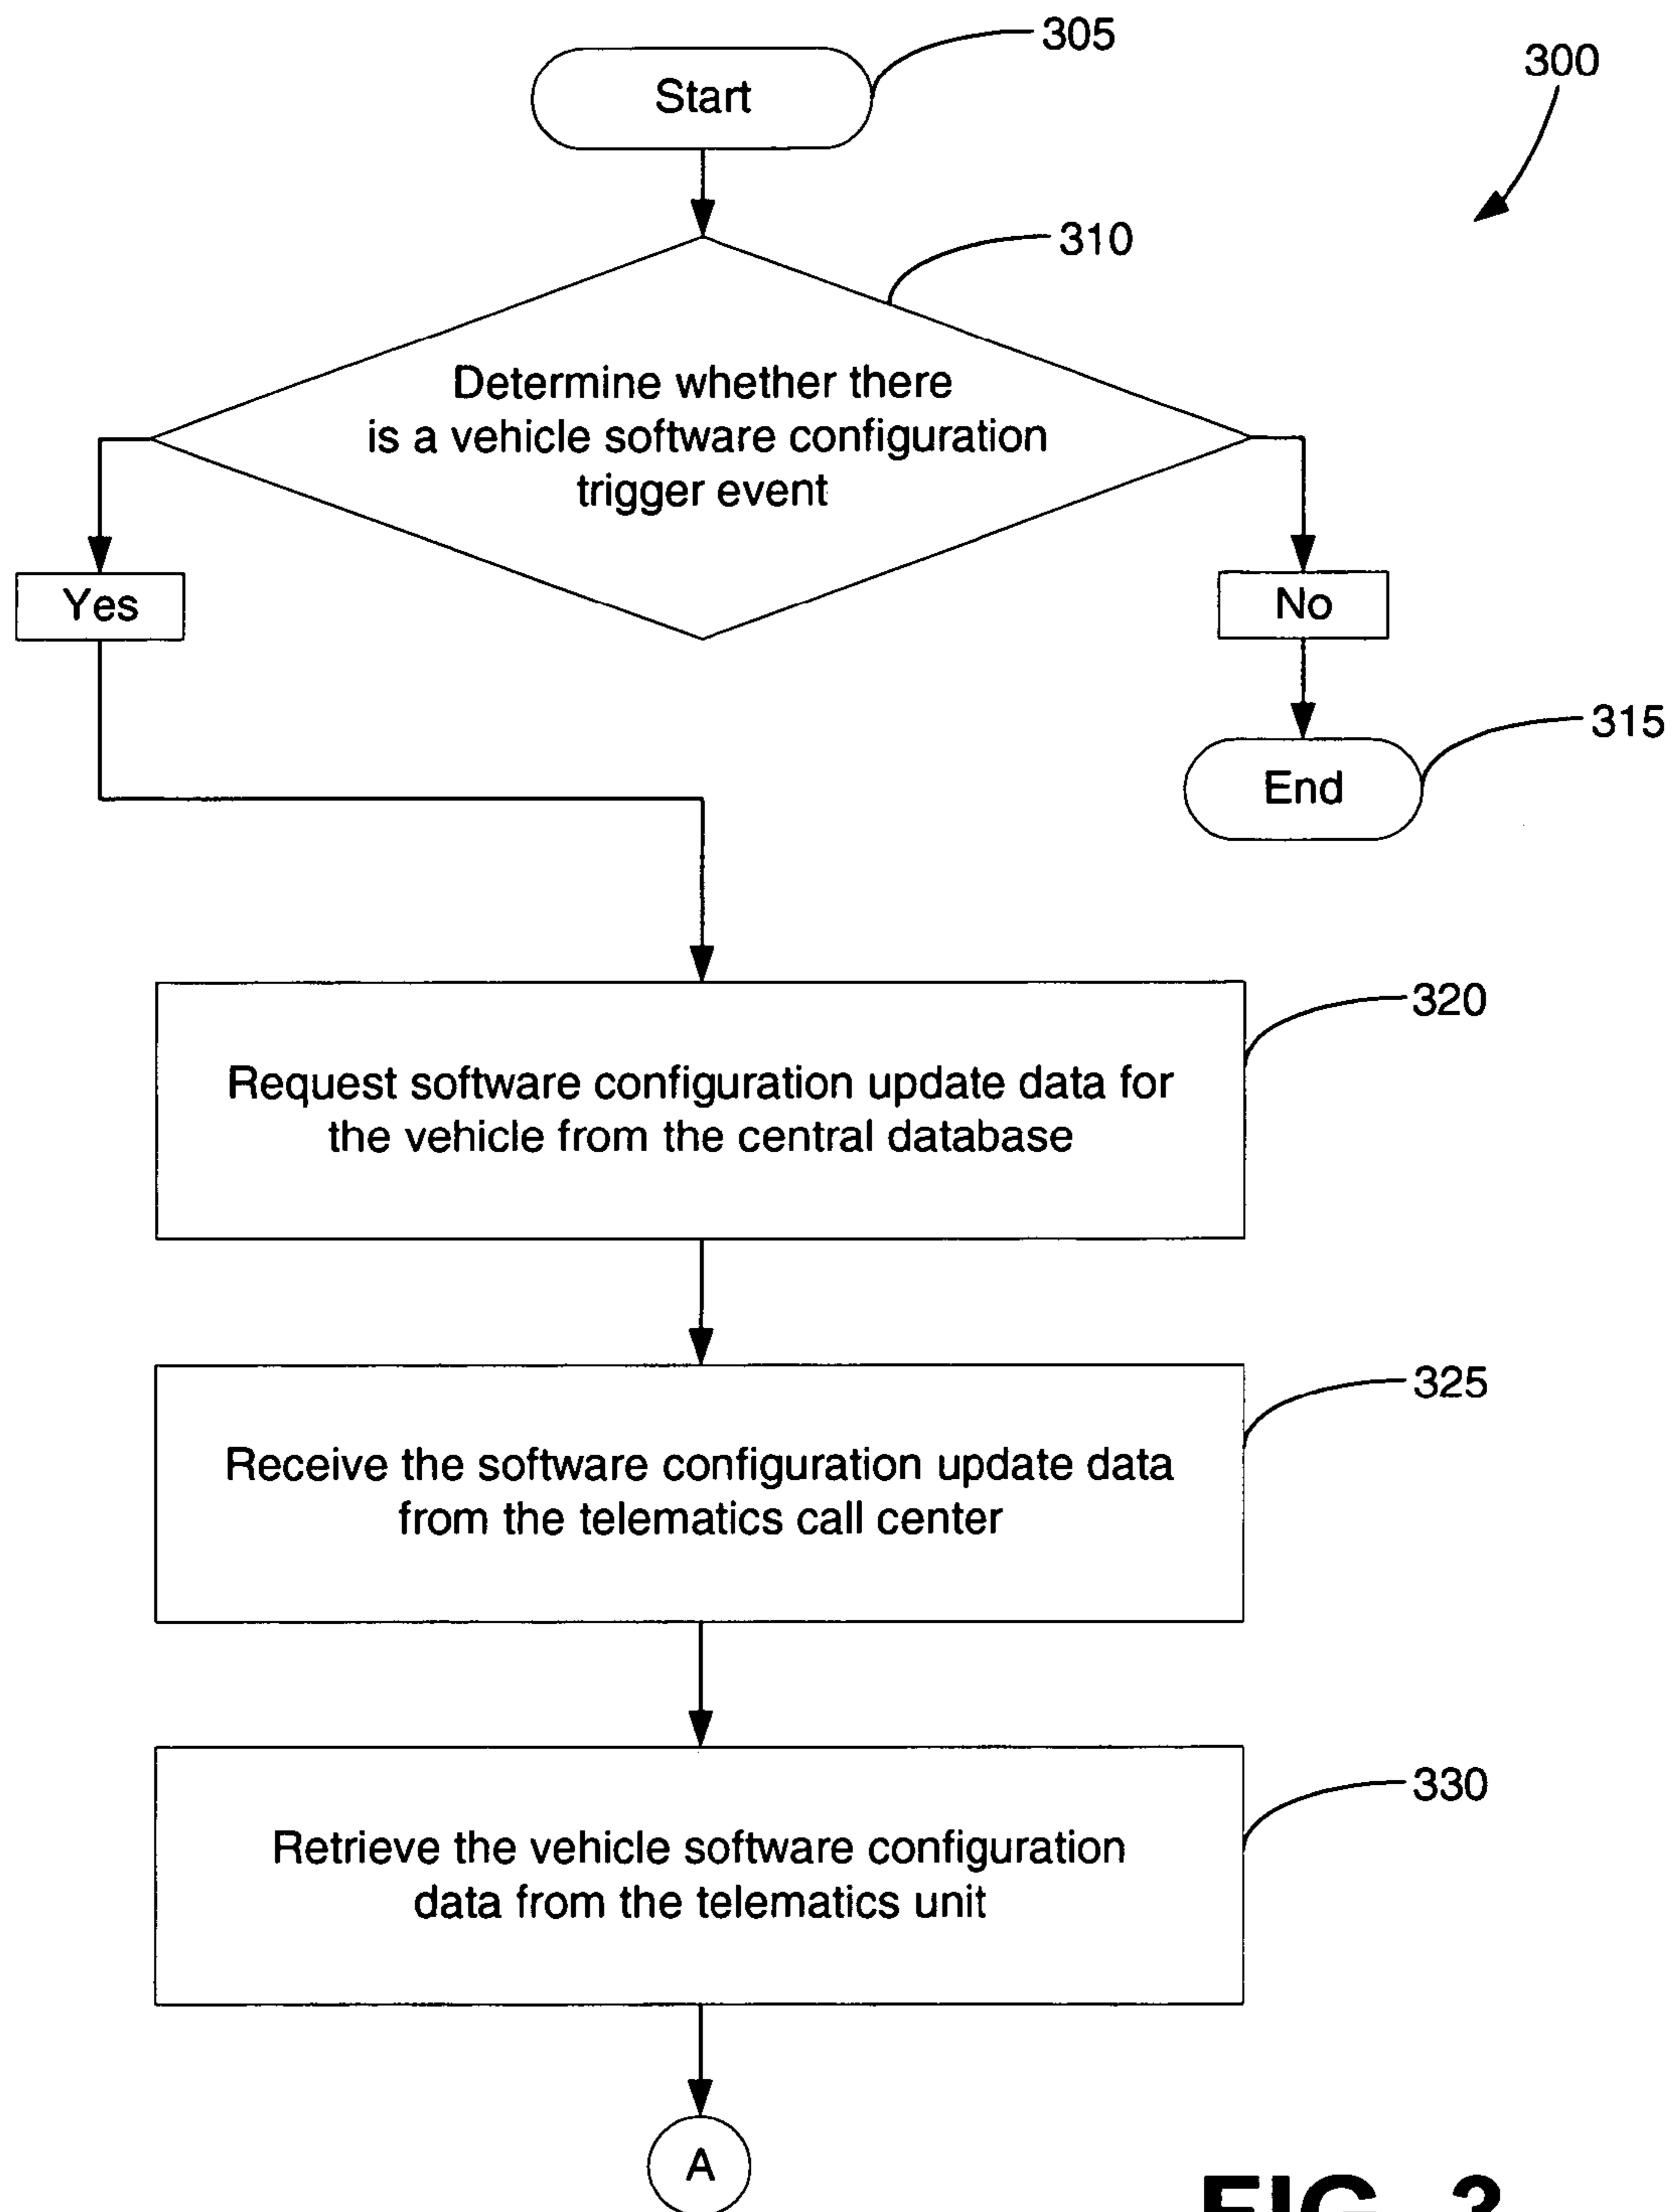 Start
305
300
310
Determine whether there
is a vehicle software configuration
trigger event
Yes
No
315
End
320
Request software configuration update data for
the vehicle from the central database
325
Receive the software configuration update data
from the telematics call center
330
Retrieve the vehicle software configuration
data from the telematics unit
A
FIG. 3